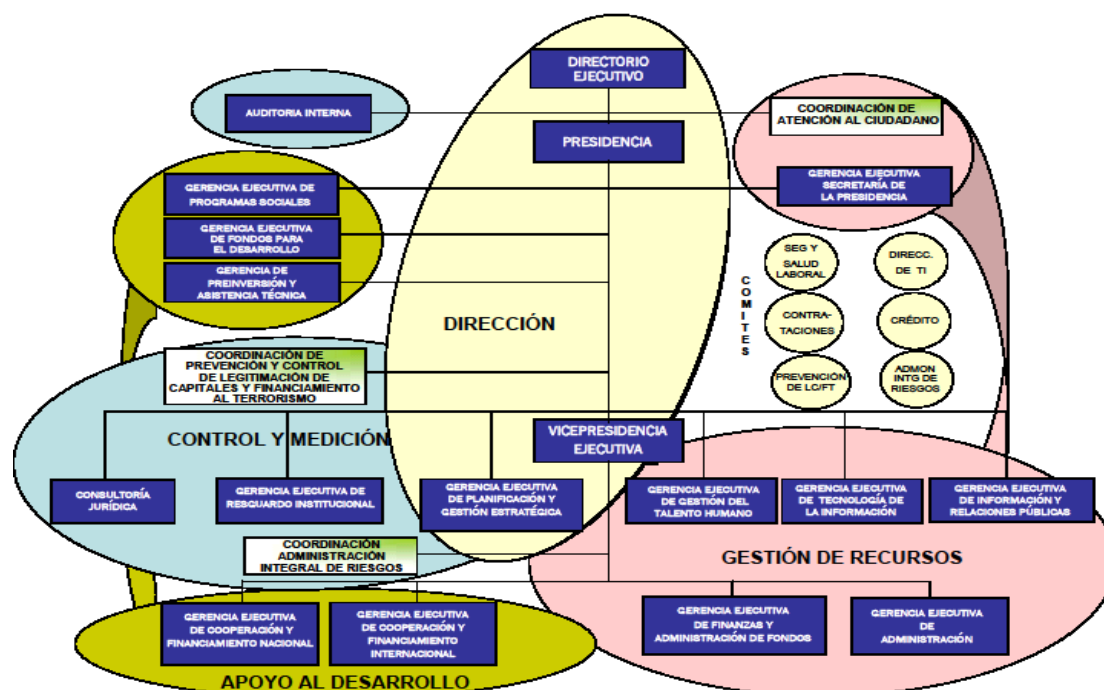 DIRECTORIO
EJECUTIVO
AUDITORIA INTERNA
COORDINACIÓN DE
ATENCIÓN AL CIUDADANO
PRESIDENCIA
GERENCIA EJECUTIVA DE
PROGRAMAS SOCIALES
GERENCIA EJECUTIVA
SECRETARÍA DE
LA PRESIDENCIA
GERENCIA EJECUTIVA
DE FONDOS PARA
EL DESARROLLO
GERENCIA DE
PREINVERSIÓN Y
ASISTENCIA TÉCNICA
COMITES
SEG Y
SALUD
LABORAL
DIRECC.
DE TI
CONTRA-
TACIONES
CRÉDITO
PREVENCIÓN
DE LC/FT
ADMON
INTG DE
RIESGOS
DIRECCIÓN
COORDINACIÓN DE
PREVENCIÓN Y CONTROL
DE LEGITIMACIÓN DE
CAPITALES Y FINANCIAMIENTO
AL TERRORISMO
CONTROL Y MEDICIÓN
VICEPRESIDENCIA
EJECUTIVA
CONSULTORÍA
JURÍDICA
GERENCIA EJECUTIVA DE
RESGUARDO INSTITUCIONAL
GERENCIA EJECUTIVA
DE PLANIFICACIÓN Y
GESTIÓN ESTRATÉGICA
GERENCIA EJECUTIVA
DE GESTIÓN DEL
TALENTO HUMANO
GERENCIA EJECUTIVA
DE TECNOLOGÍA DE
LA INFORMACIÓN
GERENCIA EJECUTIVA
DE INFORMACIÓN Y
RELACIONES PÚBLICAS
COORDINACIÓN
ADMINISTRACIÓN
INTEGRAL DE RIESGOS
GESTIÓN DE RECURSOS
GERENCIA EJECUTIVA
DE COOPERACIÓN Y
FINANCIAMIENTO NACIONAL
GERENCIA EJECUTIVA
DE COOPERACIÓN Y
FINANCIAMIENTO
INTERNACIONAL
GERENCIA EJECUTIVA
DE FINANZAS Y
ADMINISTRACIÓN DE FONDOS
GERENCIA EJECUTIVA
DE
ADMINISTRACIÓN
APOYO AL DESARROLLO